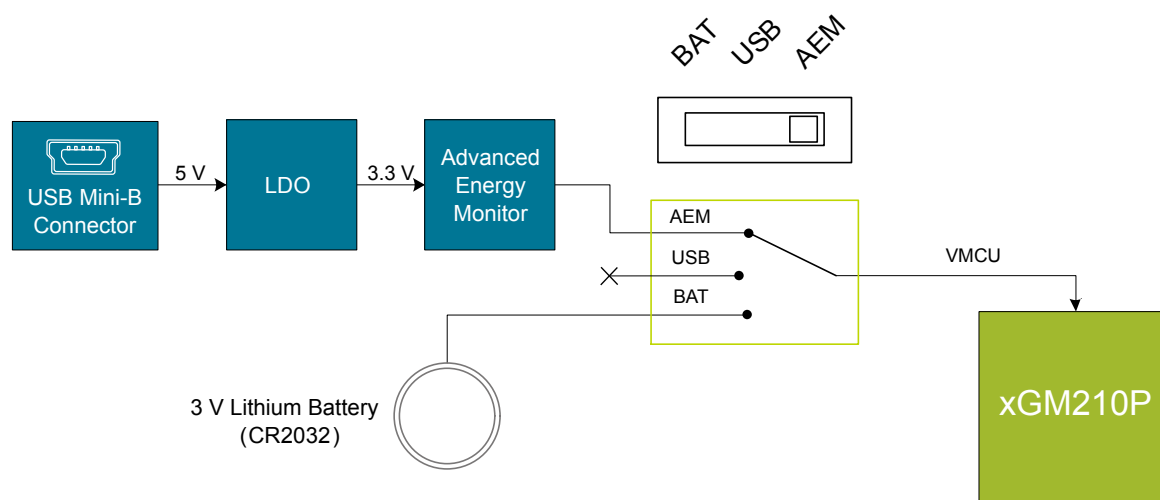 BAT
USB
AEM
USB Mini-B
Connector
5 V
LDO
3.3 V
Advanced
Energy
Monitor
AEM
USB
BAT
VMCU
3 V Lithium Battery
(CR2032)
xGM210P